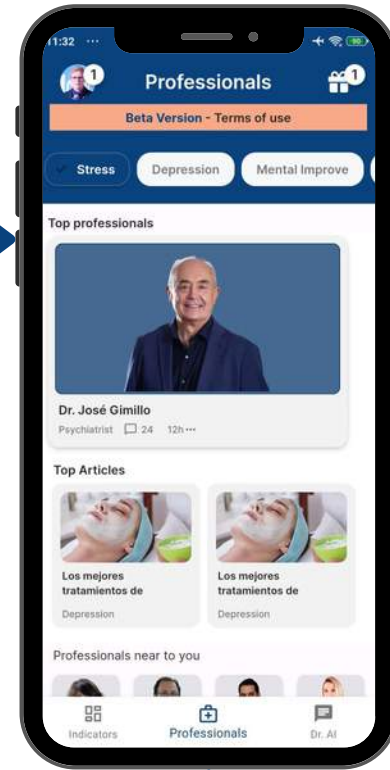 11:32 ...
90
1
Professionals
1
Beta Version - Terms of use
Stress
Depression
Mental Improve
Top professionals
Dr. José Gimillo
Psychiatrist 24 12h...
Top Articles
Los mejores
tratamientos de
Depression
Los mejores
tratamientos de
Depression
Professionals near to you
Indicators
Professionals
Dr. AI